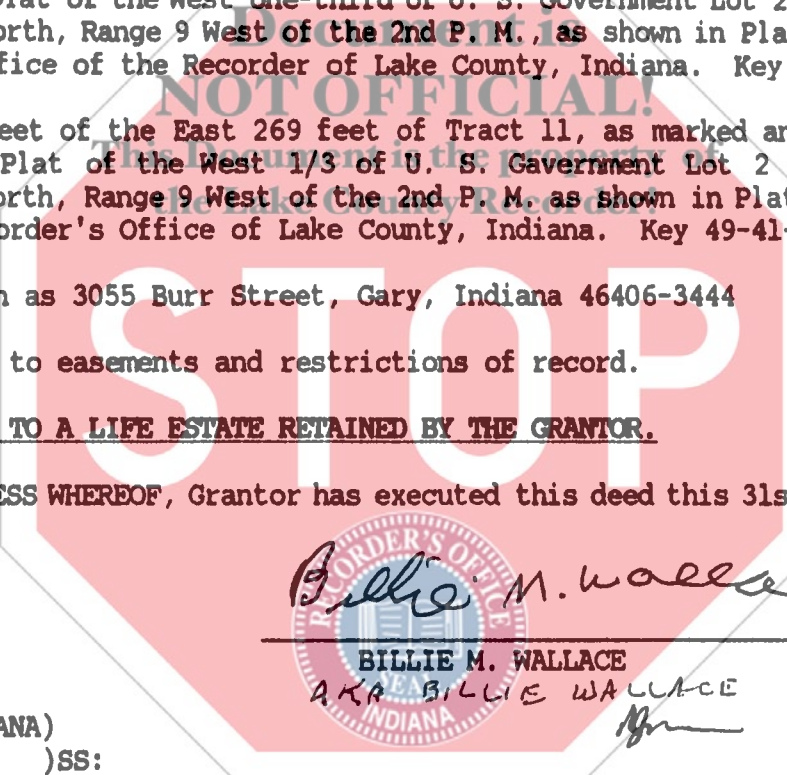 Plat of the West one-third of U. S. Government Lot 2
Document is
orth, Range 9 West of the 2nd P. M., as shown in Pla
fice of the Recorder of Lake County, Indiana. Key
NOT OFFICIAL!
eet of the East 269 feet of Tract 11, as marked an
This Document is the property of
Plat of the West 1/3 of U. S. Gavernment Lot 2
the Lake County Recorder!
orth, Range 9 West of the 2nd P. M. as shown in Plat
order's Office of Lake County, Indiana. Key 49-41-
n as 3055 Burr Street, Gary, Indiana 46406-3444
STOP
to easements and restrictions of record.
TO A LIFE ESTATE RETAINED BY THE GRANTOR.
ESS WHEREOF, Grantor has executed this deed this 31s
Billie M. Walla
RECORDER'S OFFICE
BILLIE M. WALLACE
SEAL
AKA BILLIE WALLACE
INDIANA
ANA)
)SS: